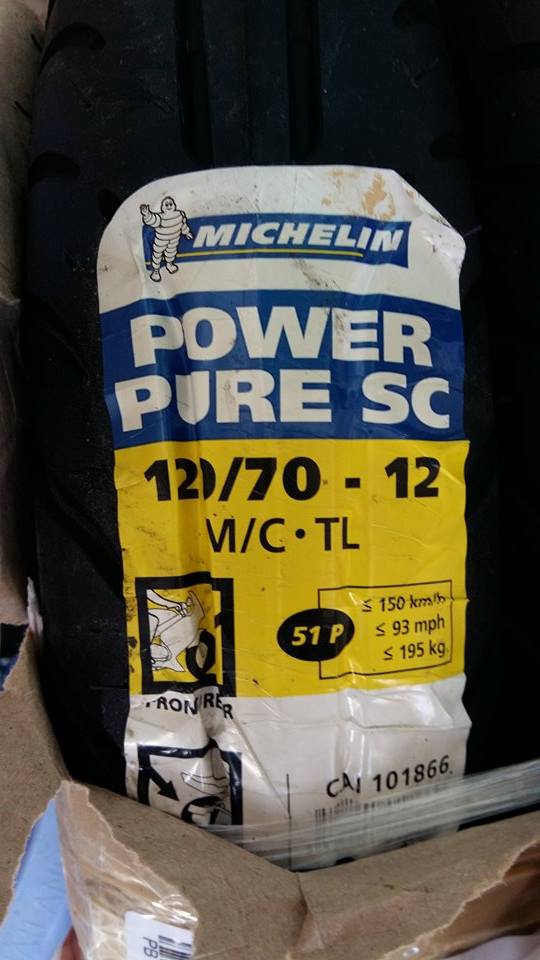 MICHELIN
POWER
PURE SC
120/70 - 12
M/C • TL
51 P
≤ 150 km/h
≤ 93 mph
≤ 195 kg
CAI 101866